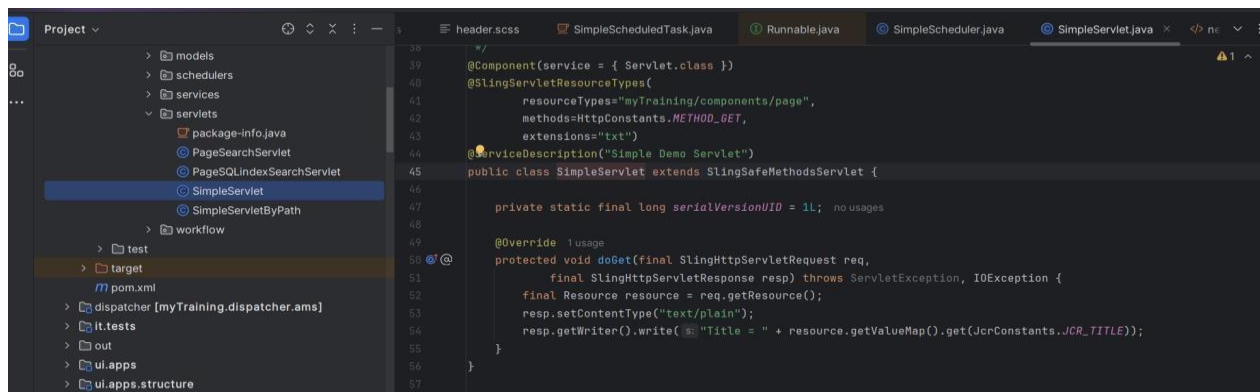 Project
models
schedulers
services
servlets
package-info.java
PageSearchServlet
PageSQLindexSearchServlet
SimpleServlet
SimpleServletByPath
workflow
test
target
pom.xml
dispatcher [myTraining.dispatcher.ams]
it.tests
out
ui.apps
ui.apps.structure
header.scss
SimpleScheduledTask.java
Runnable.java
SimpleScheduler.java
SimpleServlet.java
1
38 */
39 @Component(service = { Servlet.class })
40 @SlingServletResourceTypes(
41 resourceTypes="myTraining/components/page",
42 methods=HttpConstants.METHOD_GET,
43 extensions="txt")
44 @ServiceDescription("Simple Demo Servlet")
45 public class SimpleServlet extends SlingSafeMethodsServlet {
46
47 private static final long serialVersionUID = 1L; no usages
48
49 @Override 1 usage
50 protected void doGet(final SlingHttpServletRequest req,
51 final SlingHttpServletResponse resp) throws ServletException, IOException {
52 final Resource resource = req.getResource();
53 resp.setContentType("text/plain");
54 resp.getWriter().write( s: "Title = " + resource.getValueMap().get(JcrConstants.JCR_TITLE));
55 }
56 }
57